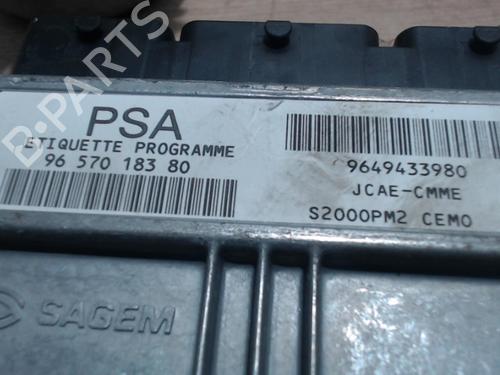 B-PARTS
PSA
ETIQUETTE PROGRAMME
96 570 183 80
9649433980
JCAE-CMME
S2000PM2 CEMO
SAGEM